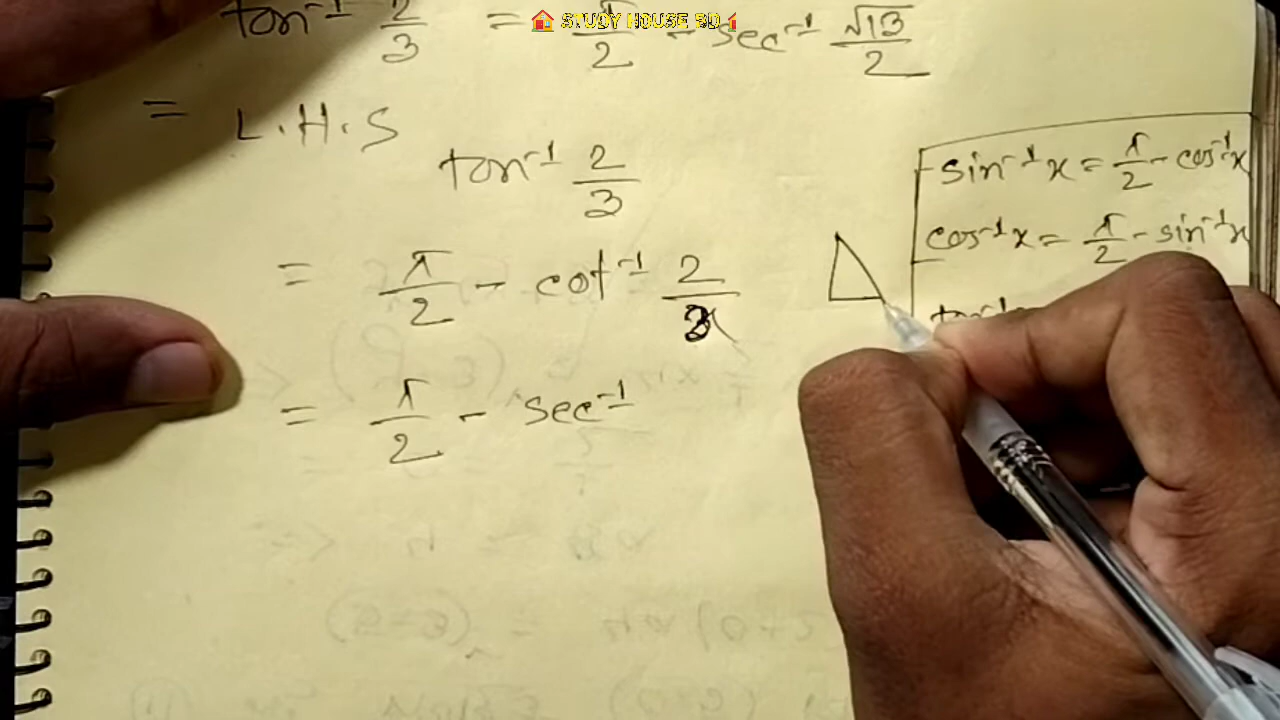 tan⁻¹ 2/3 = π/2 - sec⁻¹ √13/2
STUDY HOUSE BD
= L.H.S
tan⁻¹ 2/3
= π/2 - cot⁻¹ 2/3
= π/2 - sec⁻¹
sin⁻¹x = π/2 - cos⁻¹x
cos⁻¹x = π/2 - sin⁻¹x